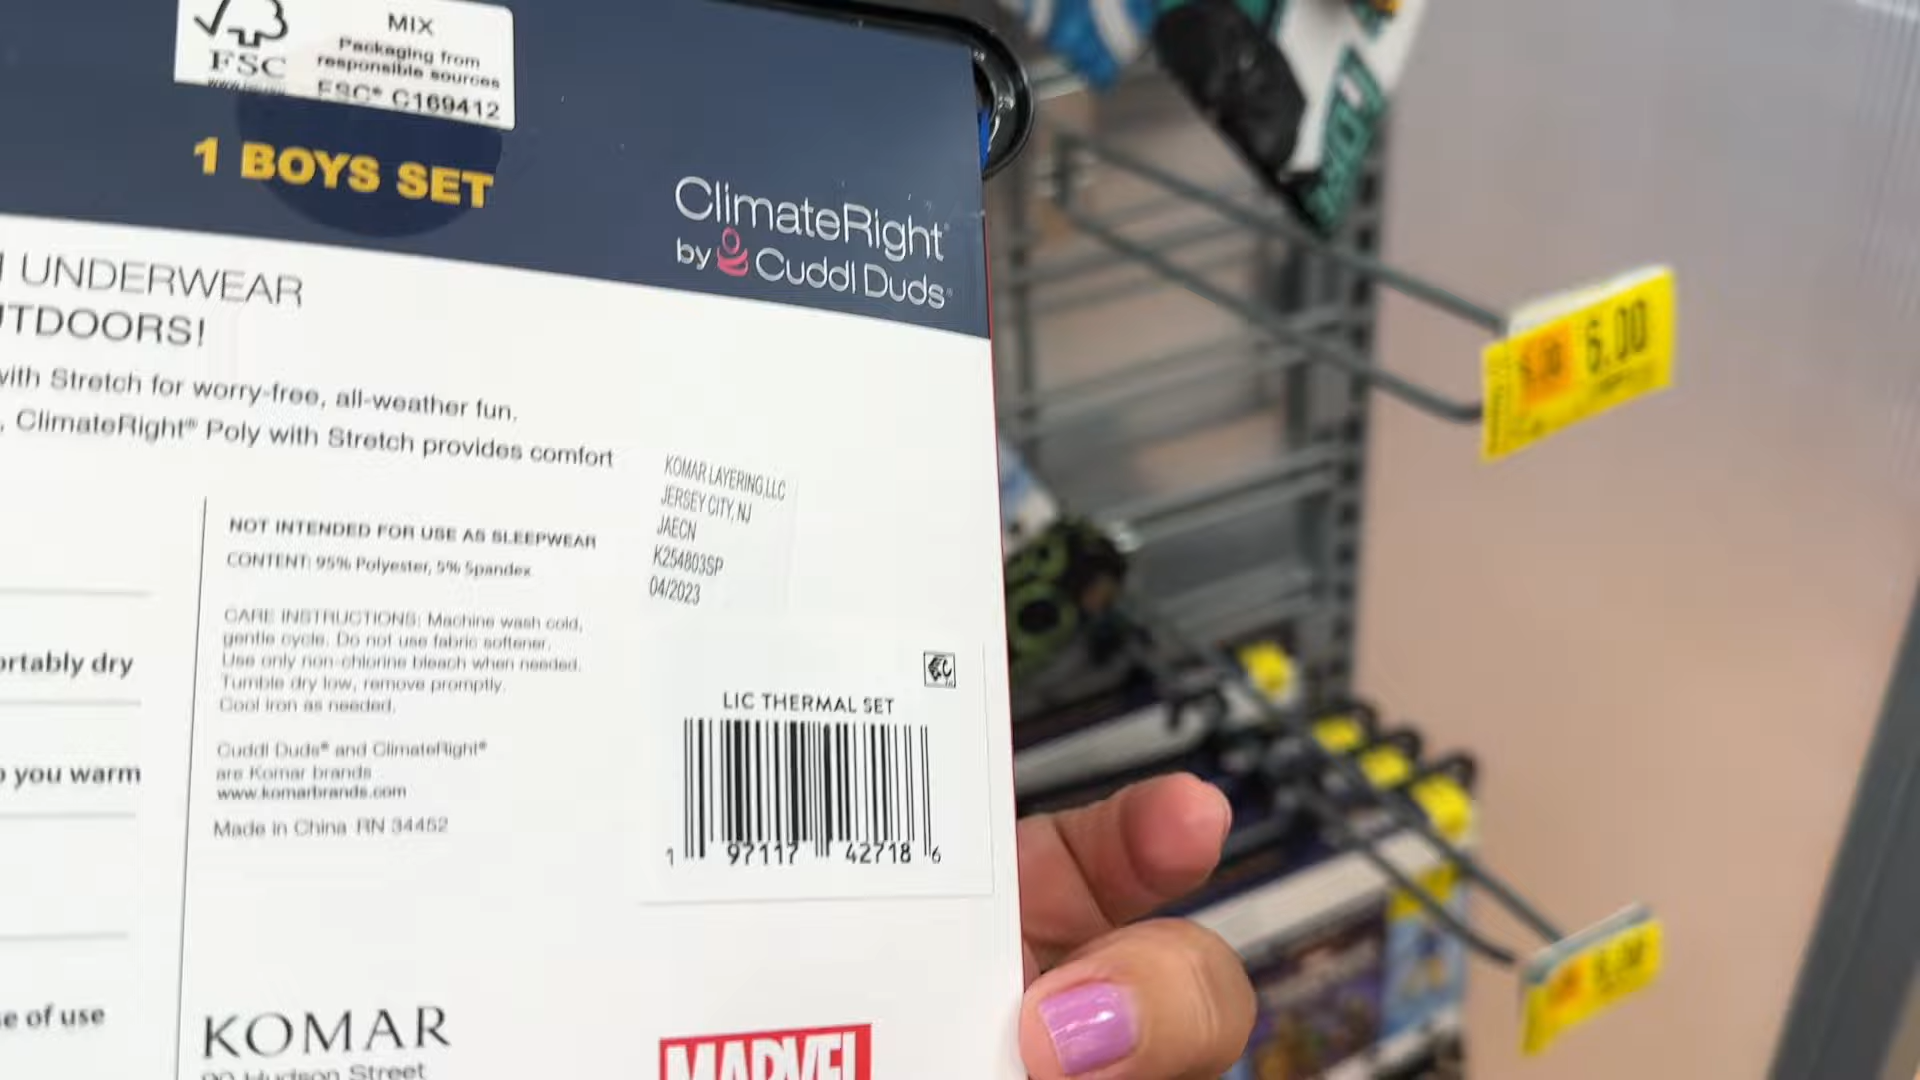 FSC
MIX
Packaging from
responsible sources
FSC® C169412
1 BOYS SET
ClimateRight
by Cuddl Duds®
UNDERWEAR
UTDOORS!
with Stretch for worry-free, all-weather fun.
, ClimateRight® Poly with Stretch provides comfort
KOMAR LAYERING,LLC
JERSEY CITY, NJ
JAECN
K254803SP
04/2023
NOT INTENDED FOR USE AS SLEEPWEAR
CONTENT: 95% Polyester, 5% Spandex
CARE INSTRUCTIONS: Machine wash cold,
gentle cycle. Do not use fabric softener.
Use only non-chlorine bleach when needed.
Tumble dry low, remove promptly.
Cool iron as needed.
Cuddl Duds® and ClimateRight®
are Komar brands
www.komarbrands.com
Made in China RN 34452
ortably dry
you warm
se of use
LIC THERMAL SET
1 97117 42718 6
KOMAR
90 Hudson Street
MARVEL
6.00